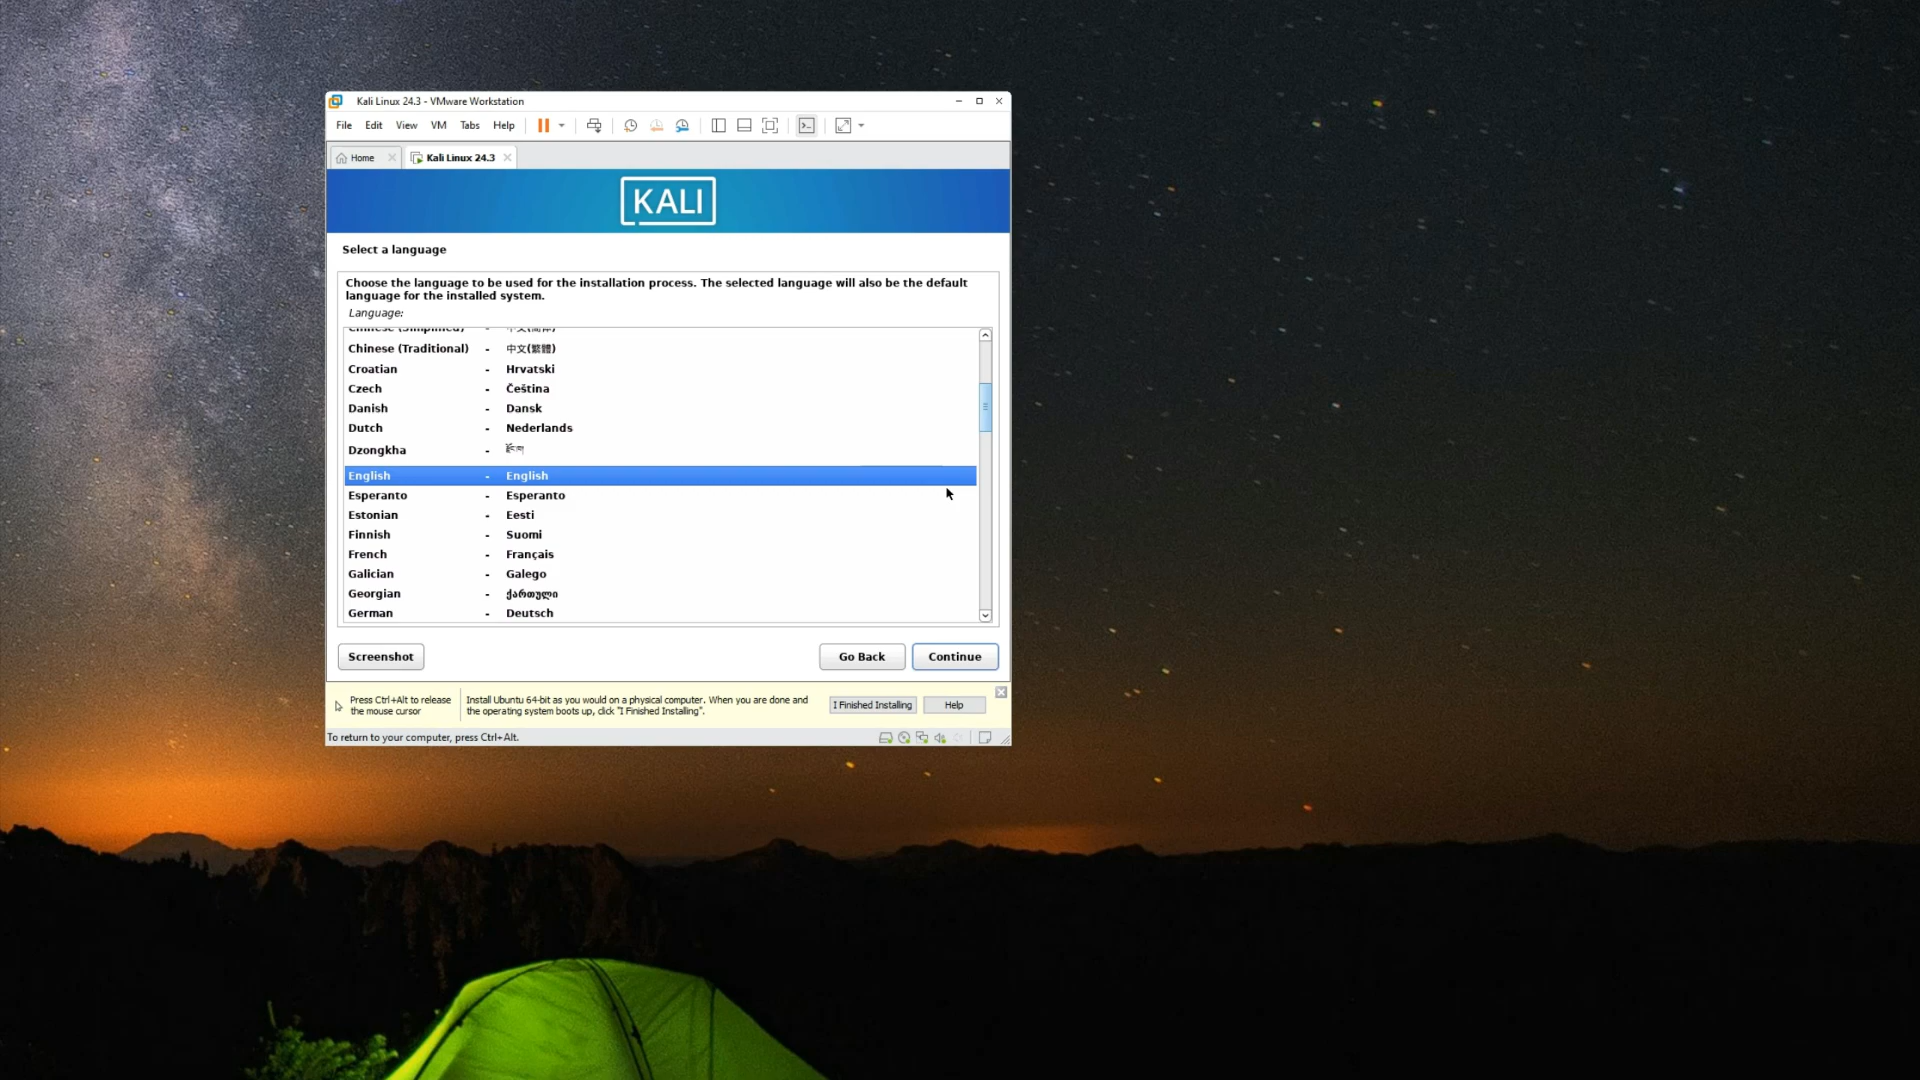 Kali Linux 24.3 - VMware Workstation
File Edit View VM Tabs Help
Home Kali Linux 24.3
KALI
Select a language
Choose the language to be used for the installation process. The selected language will also be the default
language for the installed system.
Language:
Chinese (Simplified) - 中文(简体)
Chinese (Traditional) - 中文(繁體)
Croatian - Hrvatski
Czech - Čeština
Danish - Dansk
Dutch - Nederlands
Dzongkha - རྫོང་ཁ།
English - English
Esperanto - Esperanto
Estonian - Eesti
Finnish - Suomi
French - Français
Galician - Galego
Georgian - ქართული
German - Deutsch
Screenshot Go Back Continue
Press Ctrl+Alt to release
the mouse cursor
Install Ubuntu 64-bit as you would on a physical computer. When you are done and
the operating system boots up, click "I Finished Installing".
I Finished Installing Help
To return to your computer, press Ctrl+Alt.